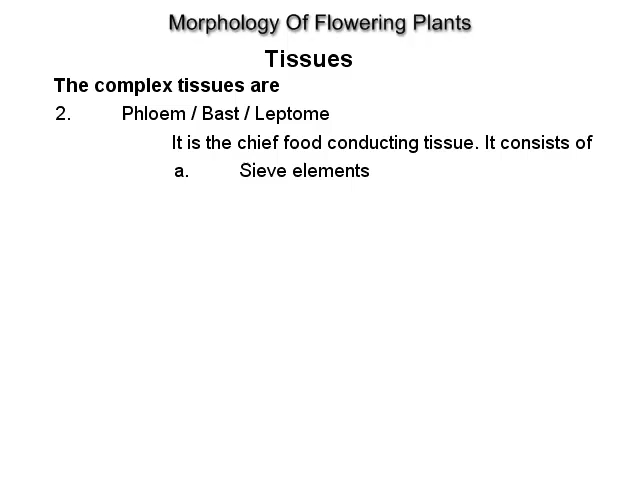 Morphology Of Flowering Plants
Tissues
The complex tissues are
2. Phloem / Bast / Leptome
It is the chief food conducting tissue. It consists of
a. Sieve elements